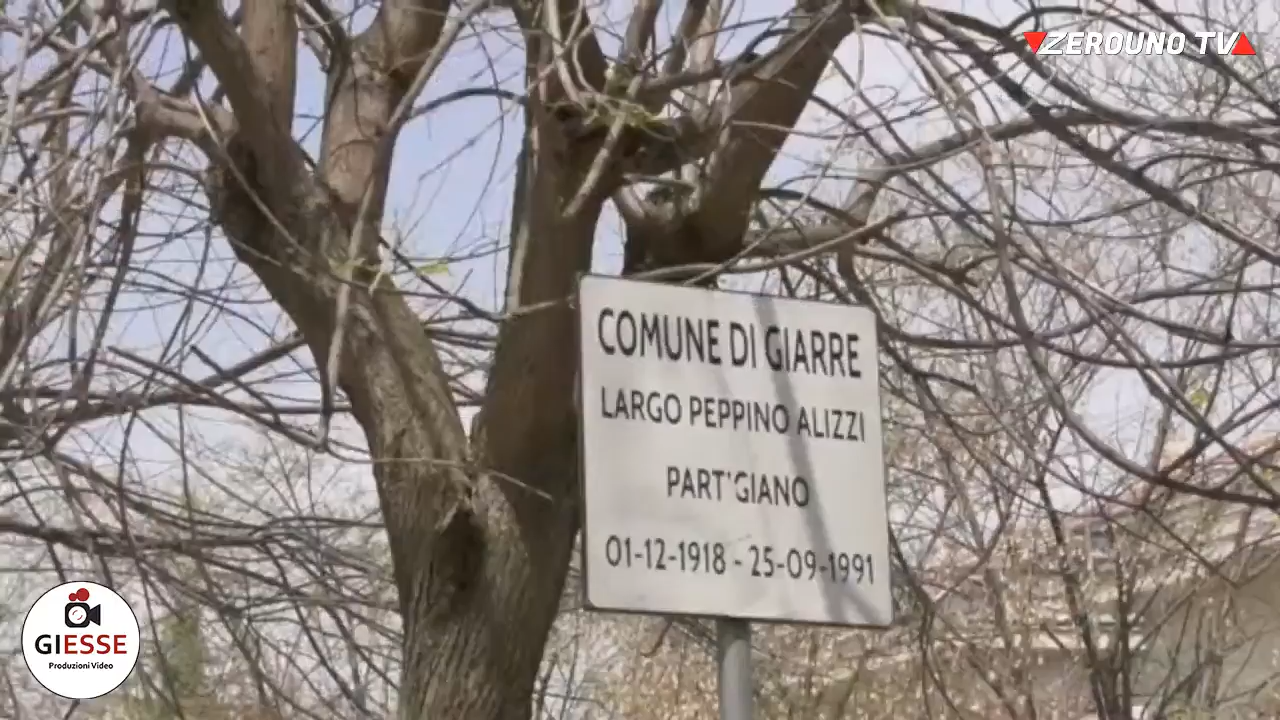 ZEROUNO TV
COMUNE DI GIARRE
LARGO PEPPINO ALIZZI
PART'GIANO
01-12-1918 - 25-09-1991
GIESSE
Produzioni Video